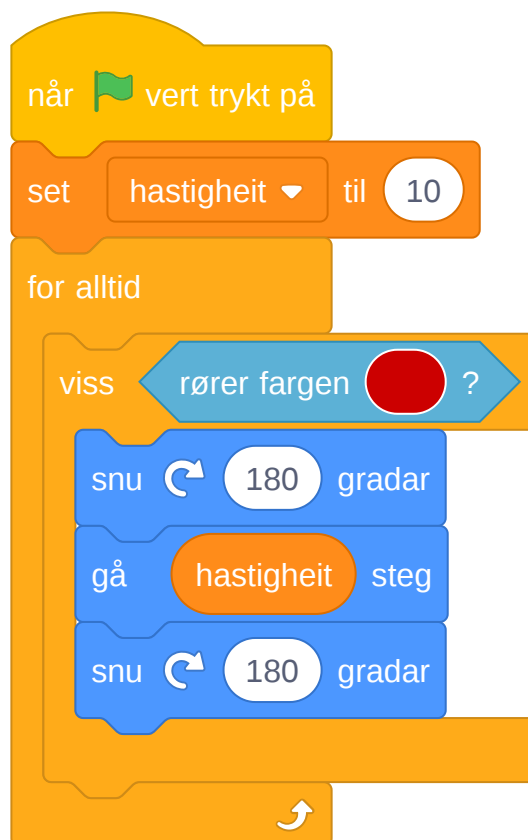 når vert trykt på
set hastigheit til 10
for alltid
viss rører fargen ?
snu 180 gradar
gå hastigheit steg
snu 180 gradar